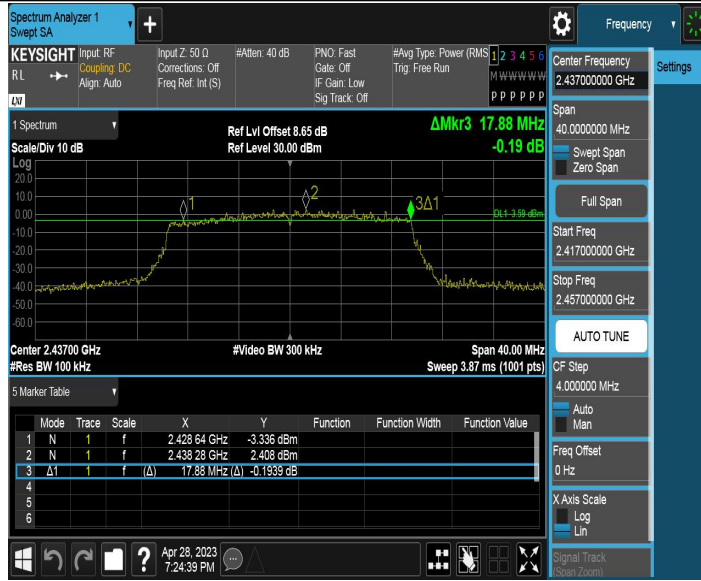 Spectrum Analyzer 1
Swept SA
+
Frequency
KEYSIGHT
RL
LXI
Input: RF
Coupling: DC
Align: Auto
Input Z: 50 Ω
Corrections: Off
Freq Ref: Int (S)
#Atten: 40 dB
PNO: Fast
Gate: Off
IF Gain: Low
Sig Track: Off
#Avg Type: Power (RMS
Trig: Free Run
1 2 3 4 5 6
M W W W W W
P P P P P P
1 Spectrum
Scale/Div 10 dB
Ref Lvl Offset 8.65 dB
Ref Level 30.00 dBm
ΔMkr3 17.88 MHz
-0.19 dB
Log
20.0
10.0
0.00
-10.0
-20.0
-30.0
-40.0
-50.0
-60.0
1
2
3Δ1
DL1 -3.59 dBm
Center 2.43700 GHz
#Video BW 300 kHz
Span 40.00 MHz
#Res BW 100 kHz
Sweep 3.87 ms (1001 pts)
5 Marker Table
Mode Trace Scale X Y Function Function Width Function Value
1 N 1 f 2.428 64 GHz -3.336 dBm
2 N 1 f 2.438 28 GHz 2.408 dBm
3 Δ1 1 f (Δ) 17.88 MHz (Δ) -0.1939 dB
4
5
6
?
Apr 28, 2023
7:24:39 PM
Center Frequency
2.437000000 GHz
Span
40.0000000 MHz
Swept Span
Zero Span
Full Span
Start Freq
2.417000000 GHz
Stop Freq
2.457000000 GHz
AUTO TUNE
CF Step
4.000000 MHz
Auto
Man
Freq Offset
0 Hz
X Axis Scale
Log
Lin
Signal Track
(Span Zoom)
Settings